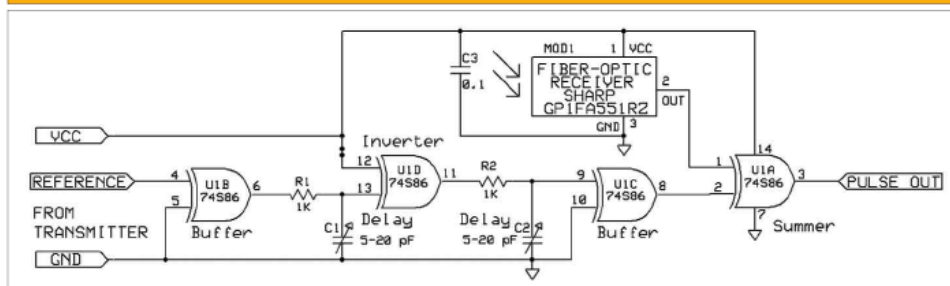 MOD1
1
VCC
C3
0.1
FIBER-OPTIC
RECEIVER
SHARP
GP1FA551RZ
2
OUT
GND
3
VCC
Inverter
12
14
REFERENCE
4
5
U1B
74S86
6
R1
1K
13
U1D
74S86
11
R2
1K
9
10
U1C
74S86
8
1
2
U1A
74S86
3
PULSE OUT
7
FROM
TRANSMITTER
Buffer
C1
Delay
5-20 pF
Delay
5-20 pF
C2
Buffer
Summer
GND